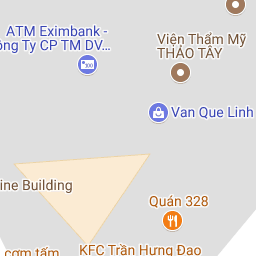 ATM Eximbank -
ông Ty CP TM DV...
Viện Thẩm Mỹ
THẢO TÂY
Van Que Linh
ine Building
Quán 328
cơm tấm
KFC Trần Hưng Đạo